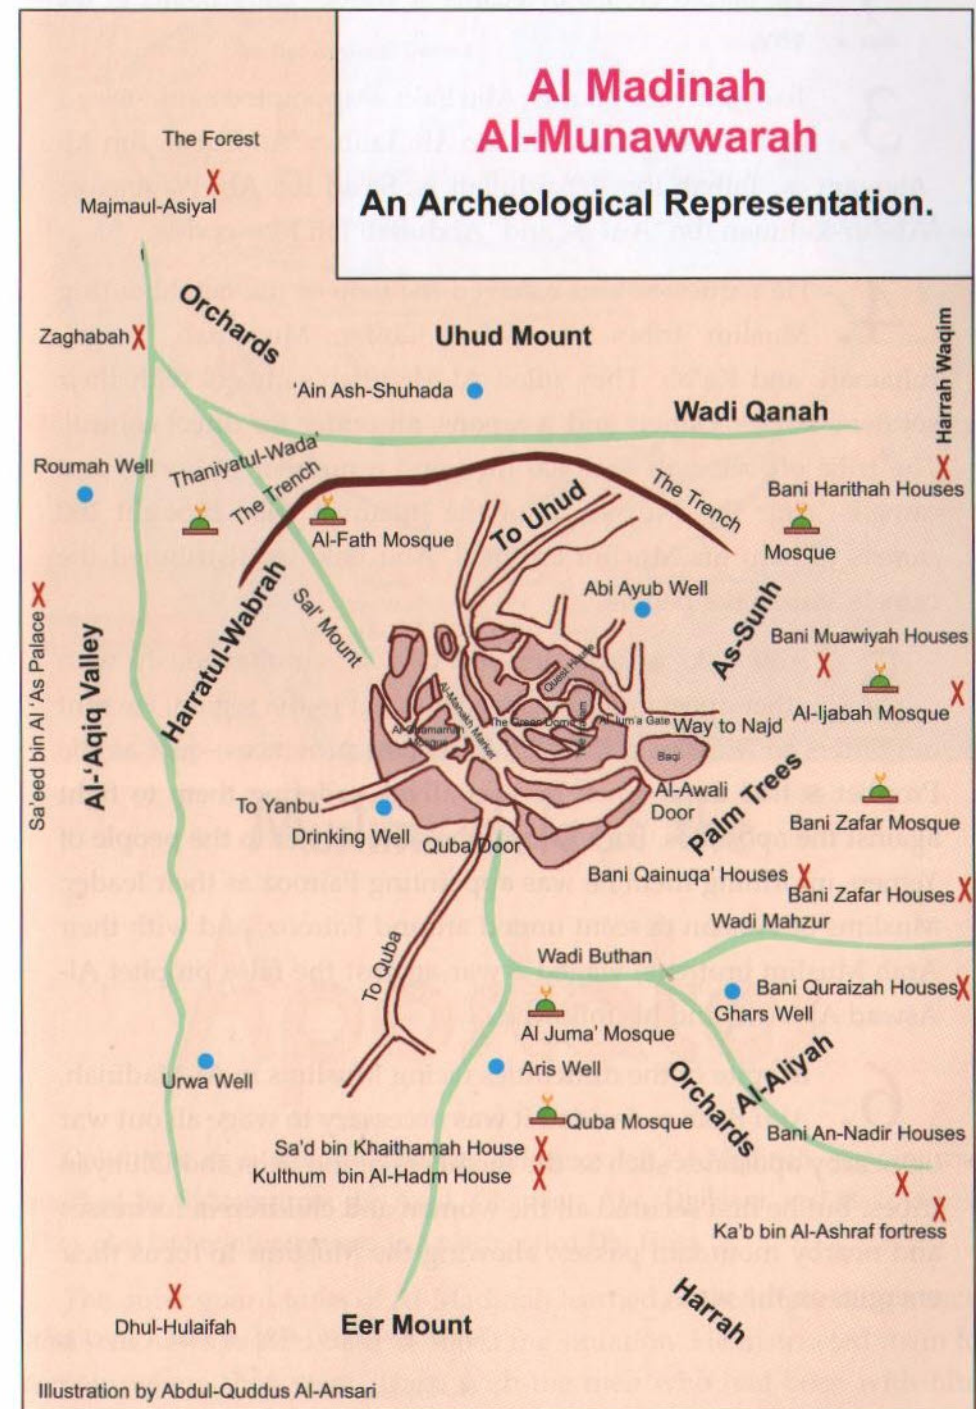 Al Madinah
Al-Munawwarah
An Archeological Representation.
The Forest
Majmaul-Asiyal
Orchards
Zaghabah
Uhud Mount
Harrah Waqim
'Ain Ash-Shuhada
Wadi Qanah
Thaniyatul-Wada'
Roumah Well
The Trench
The Trench
Bani Harithah Houses
To Uhud
Al-Fath Mosque
Mosque
Abi Ayub Well
Sa'eed bin Al 'As Palace
Al-'Aqiq Valley
Harratul-Wabrah
Sal' Mount
As-Sunh
Bani Muawiyah Houses
Al-Manakh Market
The Green Dome
Al-Jum'a Gate
Way to Najd
Al-Ijabah Mosque
Mosque
Baqi
Al-Awali
Door
Palm Trees
To Yanbu
Drinking Well
Quba Door
Bani Zafar Mosque
Bani Qainuqa' Houses
Bani Zafar Houses
Wadi Mahzur
Wadi Buthan
To Quba
Bani Quraizah Houses
Ghars Well
Al Juma' Mosque
Urwa Well
Aris Well
Orchards
Al-Aliyah
Quba Mosque
Bani An-Nadir Houses
Sa'd bin Khaithamah House
Kulthum bin Al-Hadm House
Ka'b bin Al-Ashraf fortress
Dhul-Hulaifah
Eer Mount
Harrah
Illustration by Abdul-Quddus Al-Ansari